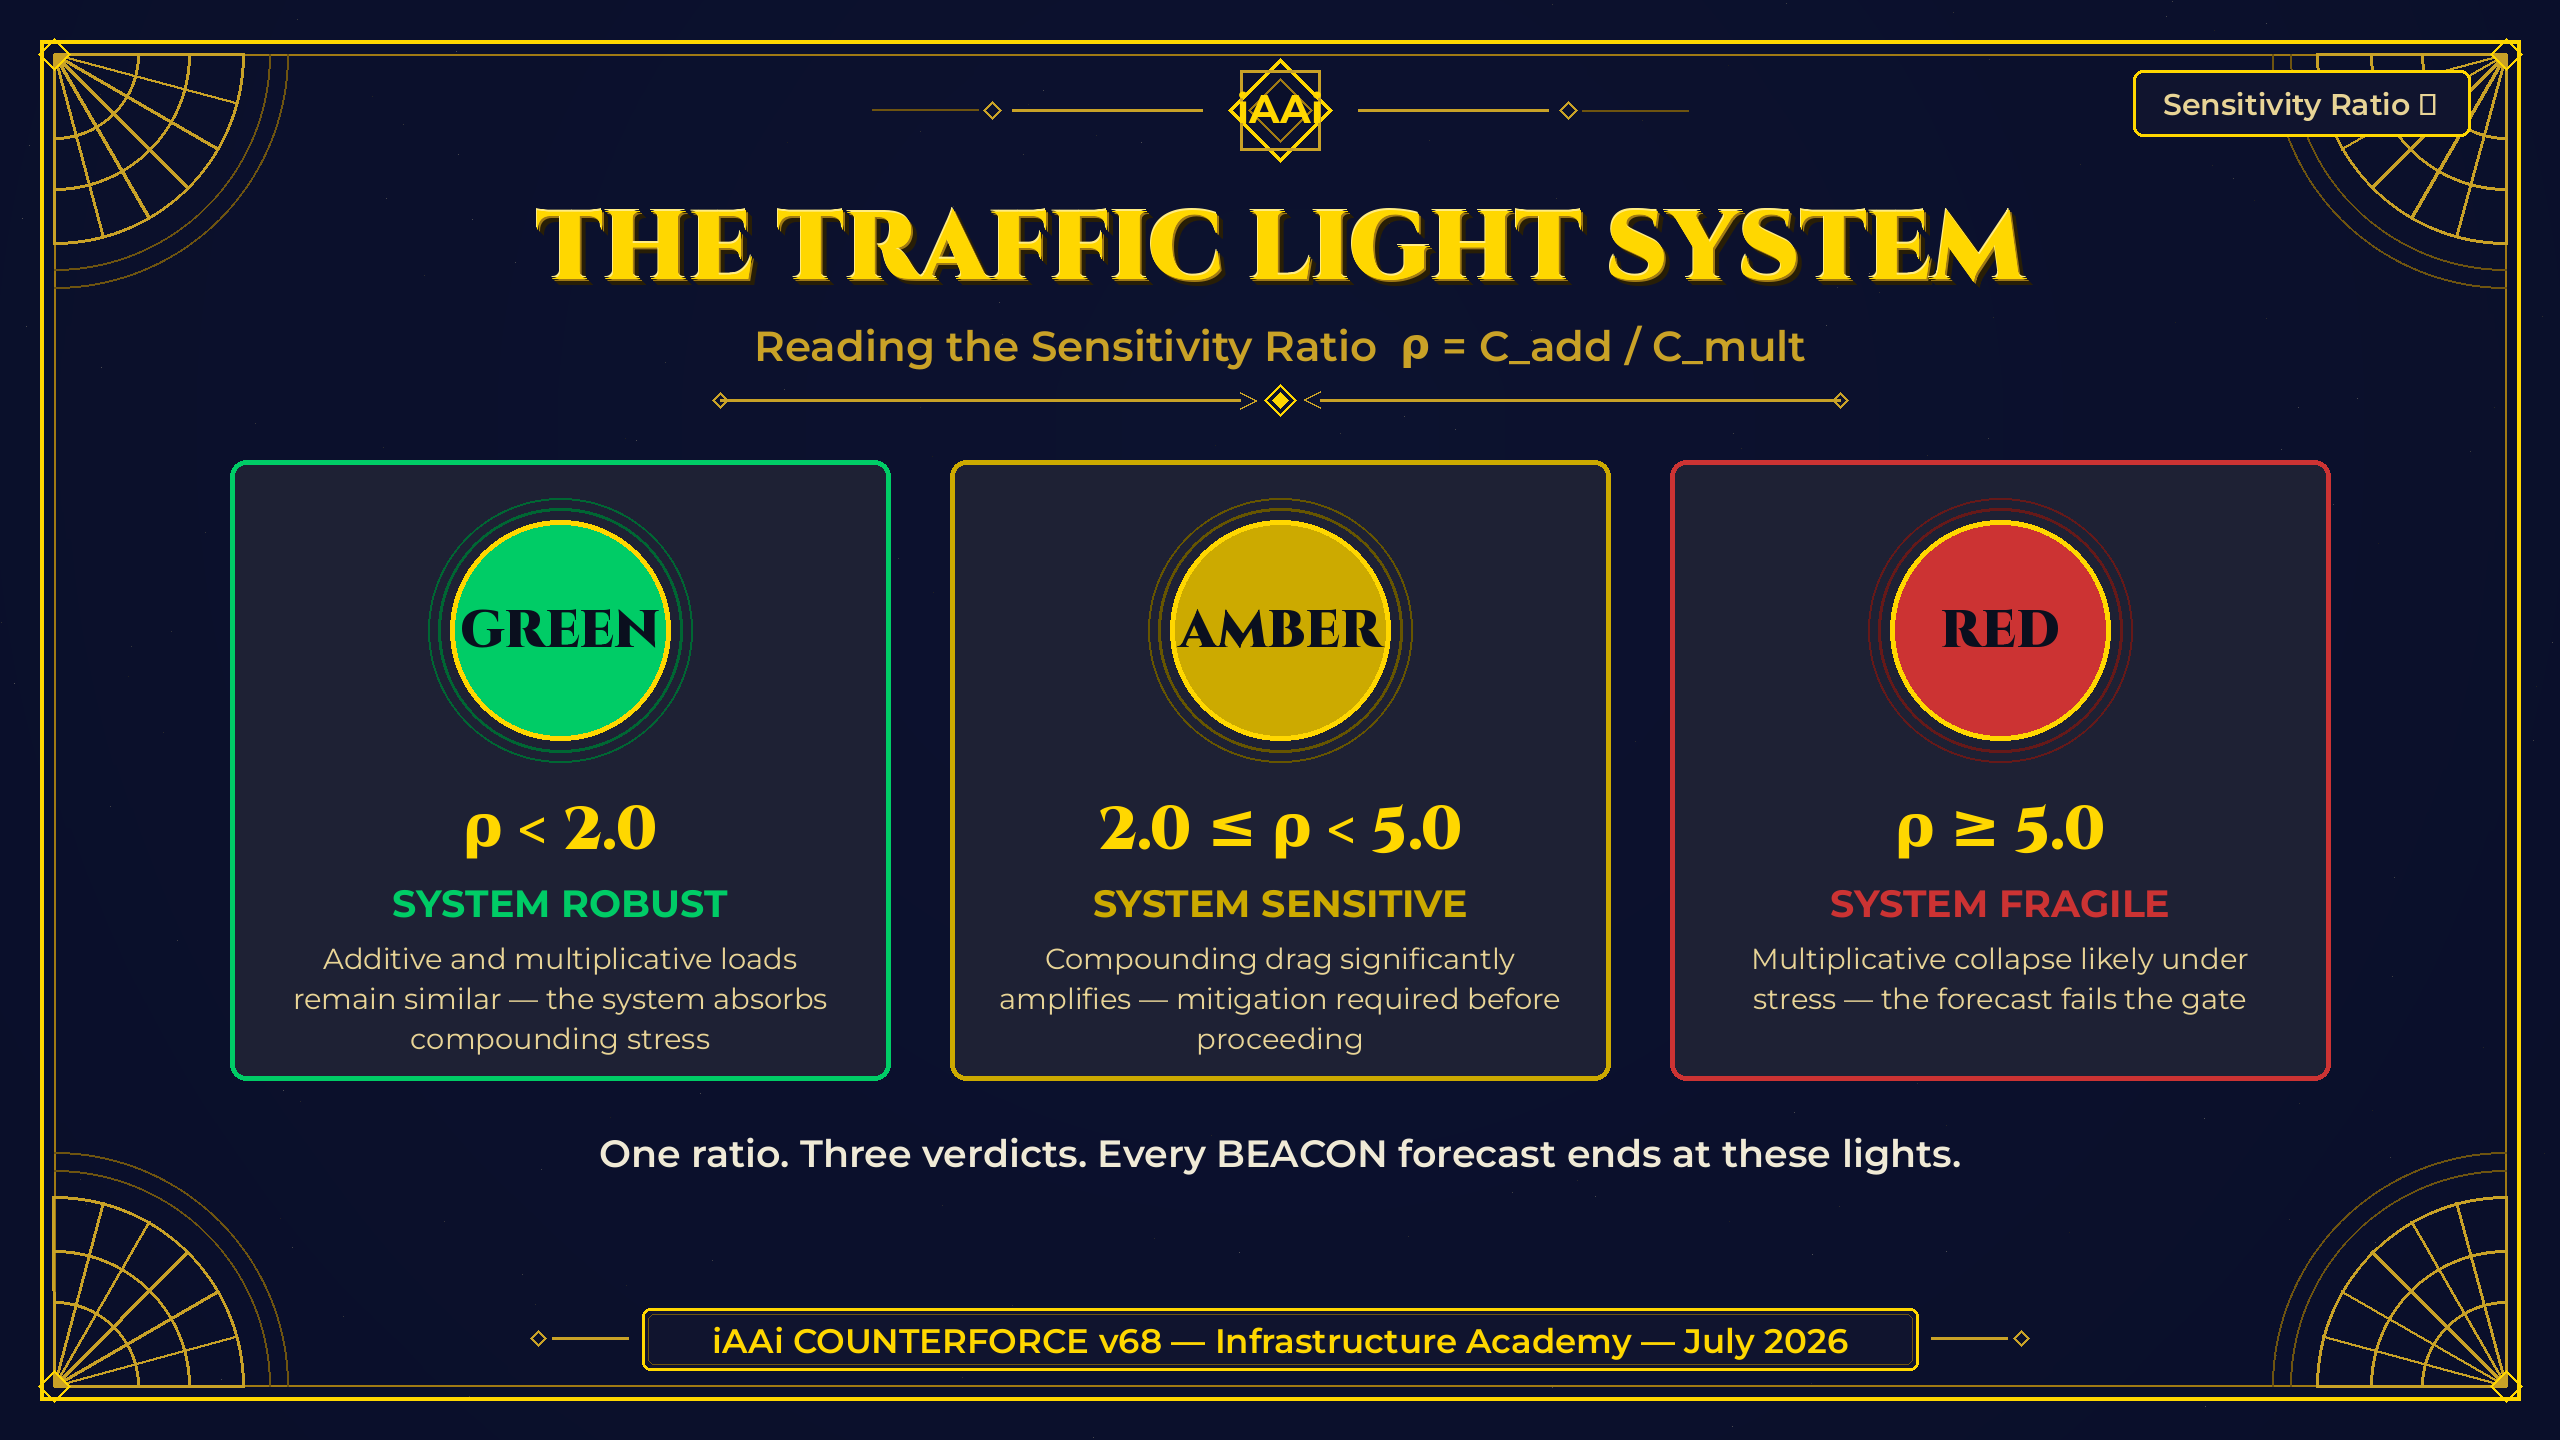 iAAi
Sensitivity Ratio
THE TRAFFIC LIGHT SYSTEM
Reading the Sensitivity Ratio ρ = C_add / C_mult
GREEN
ρ < 2.0
SYSTEM ROBUST
Additive and multiplicative loads
remain similar — the system absorbs
compounding stress
AMBER
2.0 ≤ ρ < 5.0
SYSTEM SENSITIVE
Compounding drag significantly
amplifies — mitigation required before
proceeding
RED
ρ ≥ 5.0
SYSTEM FRAGILE
Multiplicative collapse likely under
stress — the forecast fails the gate
One ratio. Three verdicts. Every BEACON forecast ends at these lights.
iAAi COUNTERFORCE v68 — Infrastructure Academy — July 2026